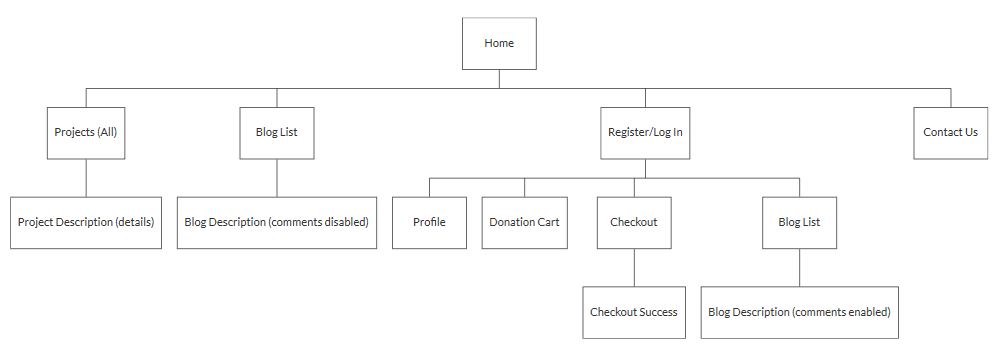 Home
Projects (All)
Blog List
Register/Log In
Contact Us
Project Description (details)
Blog Description (comments disabled)
Profile
Donation Cart
Checkout
Blog List
Checkout Success
Blog Description (comments enabled)